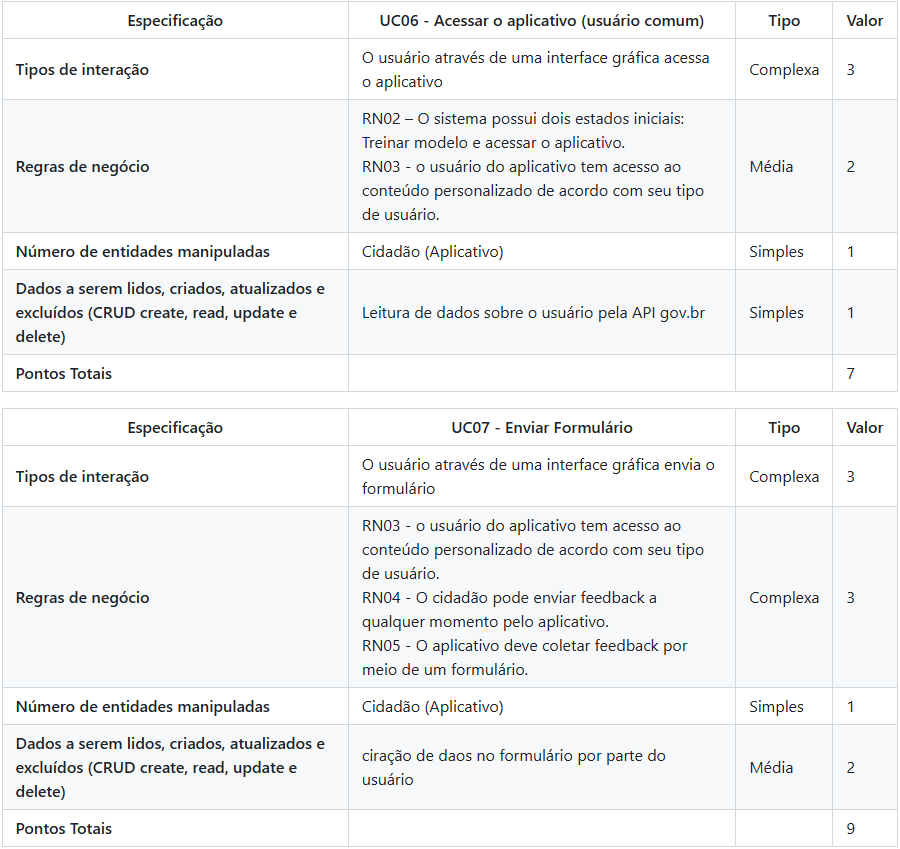 Especificação UC06 - Acessar o aplicativo (usuário comum) Tipo Valor
Tipos de interação
O usuário através de uma interface gráfica acessa
o aplicativo
Complexa 3
Regras de negócio
RN02 – O sistema possui dois estados iniciais:
Treinar modelo e acessar o aplicativo.
RN03 - o usuário do aplicativo tem acesso ao
conteúdo personalizado de acordo com seu tipo
de usuário.
Média 2
Número de entidades manipuladas Cidadão (Aplicativo) Simples 1
Dados a serem lidos, criados, atualizados e
excluídos (CRUD create, read, update e
delete)
Leitura de dados sobre o usuário pela API gov.br Simples 1
Pontos Totais 7
Especificação UC07 - Enviar Formulário Tipo Valor
Tipos de interação
O usuário através de uma interface gráfica envia o
formulário
Complexa 3
Regras de negócio
RN03 - o usuário do aplicativo tem acesso ao
conteúdo personalizado de acordo com seu tipo
de usuário.
RN04 - O cidadão pode enviar feedback a
qualquer momento pelo aplicativo.
RN05 - O aplicativo deve coletar feedback por
meio de um formulário.
Complexa 3
Número de entidades manipuladas Cidadão (Aplicativo) Simples 1
Dados a serem lidos, criados, atualizados e
excluídos (CRUD create, read, update e
delete)
ciração de daos no formulário por parte do
usuário
Média 2
Pontos Totais 9